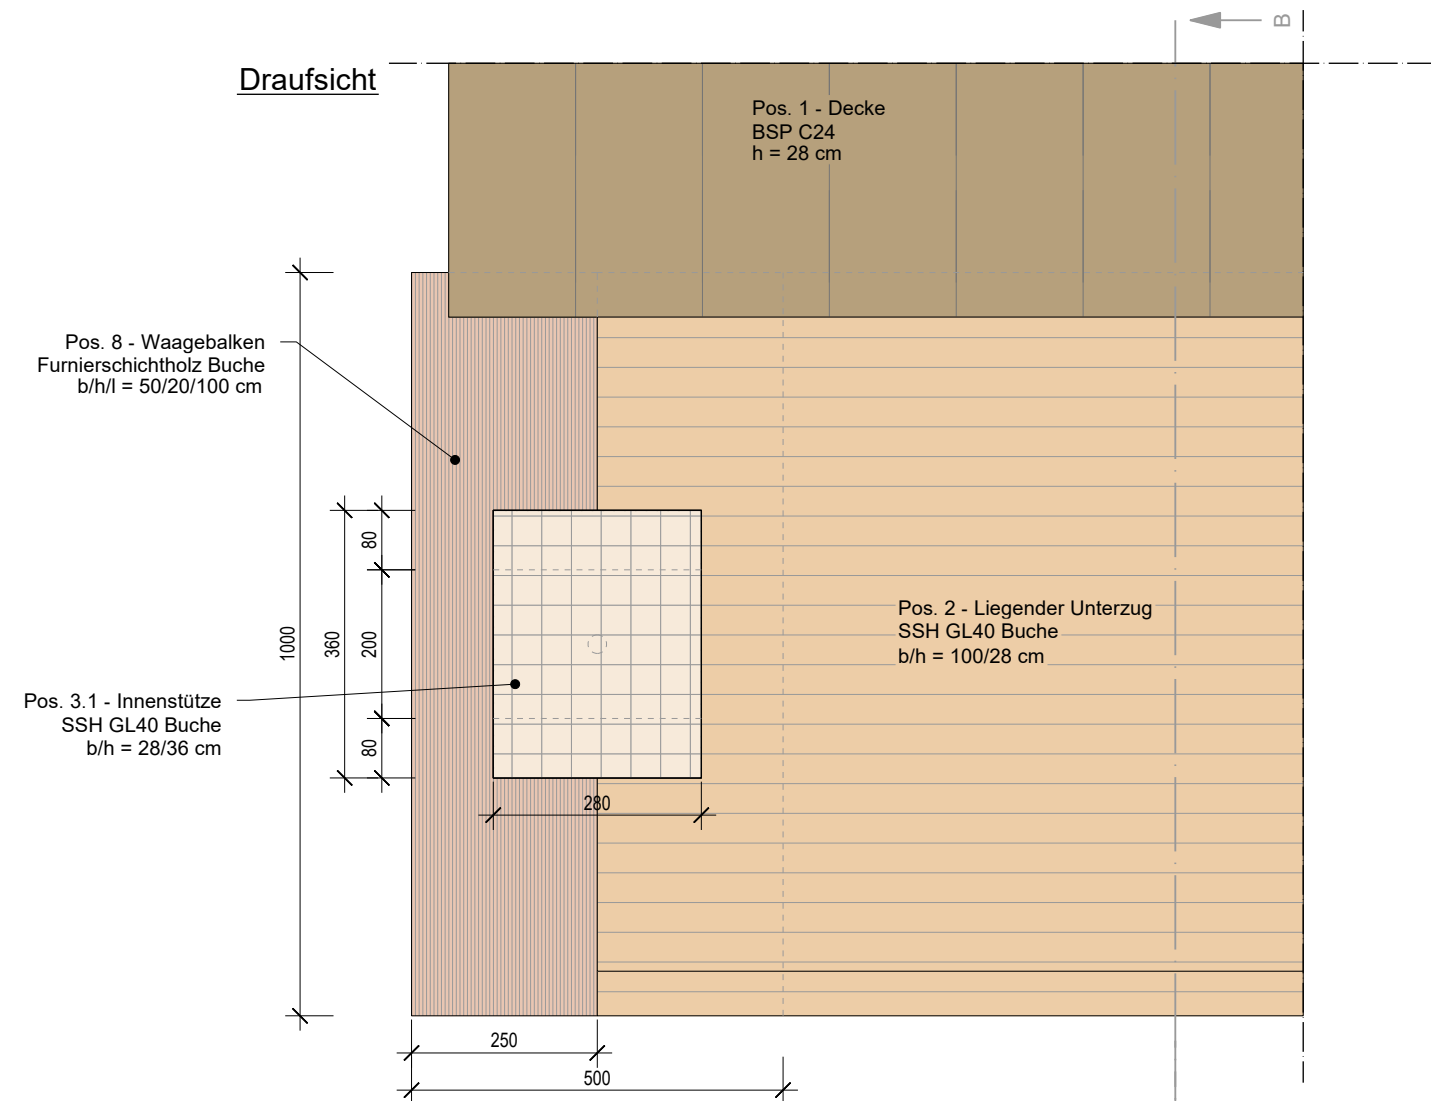 B
Draufsicht
Pos. 1 - Decke
BSP C24
h = 28 cm
Pos. 8 - Waagebalken
Furnierschichtholz Buche
b/h/l = 50/20/100 cm
80
1000
360
200
Pos. 2 - Liegender Unterzug
SSH GL40 Buche
b/h = 100/28 cm
Pos. 3.1 - Innenstütze
SSH GL40 Buche
b/h = 28/36 cm
80
280
250
500